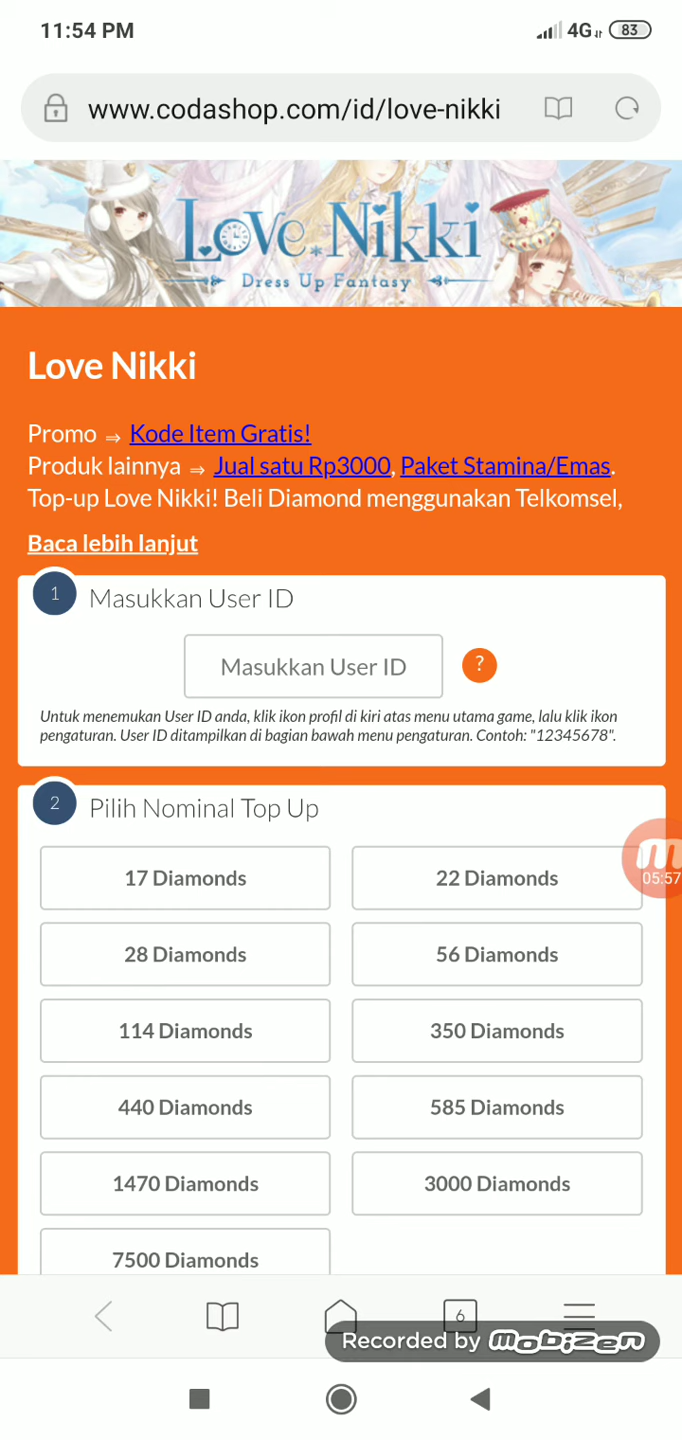 11:54 PM
4G
83
www.codashop.com/id/love-nikki
Love Nikki
Dress Up Fantasy
Love Nikki
Promo ⇒ Kode Item Gratis!
Produk lainnya ⇒ Jual satu Rp3000, Paket Stamina/Emas.
Top-up Love Nikki! Beli Diamond menggunakan Telkomsel,
Baca lebih lanjut
1 Masukkan User ID
Masukkan User ID ?
Untuk menemukan User ID anda, klik ikon profil di kiri atas menu utama game, lalu klik ikon
pengaturan. User ID ditampilkan di bagian bawah menu pengaturan. Contoh: "12345678".
2 Pilih Nominal Top Up
17 Diamonds
22 Diamonds
05:57
28 Diamonds
56 Diamonds
114 Diamonds
350 Diamonds
440 Diamonds
585 Diamonds
1470 Diamonds
3000 Diamonds
7500 Diamonds
6
Recorded by mobizen